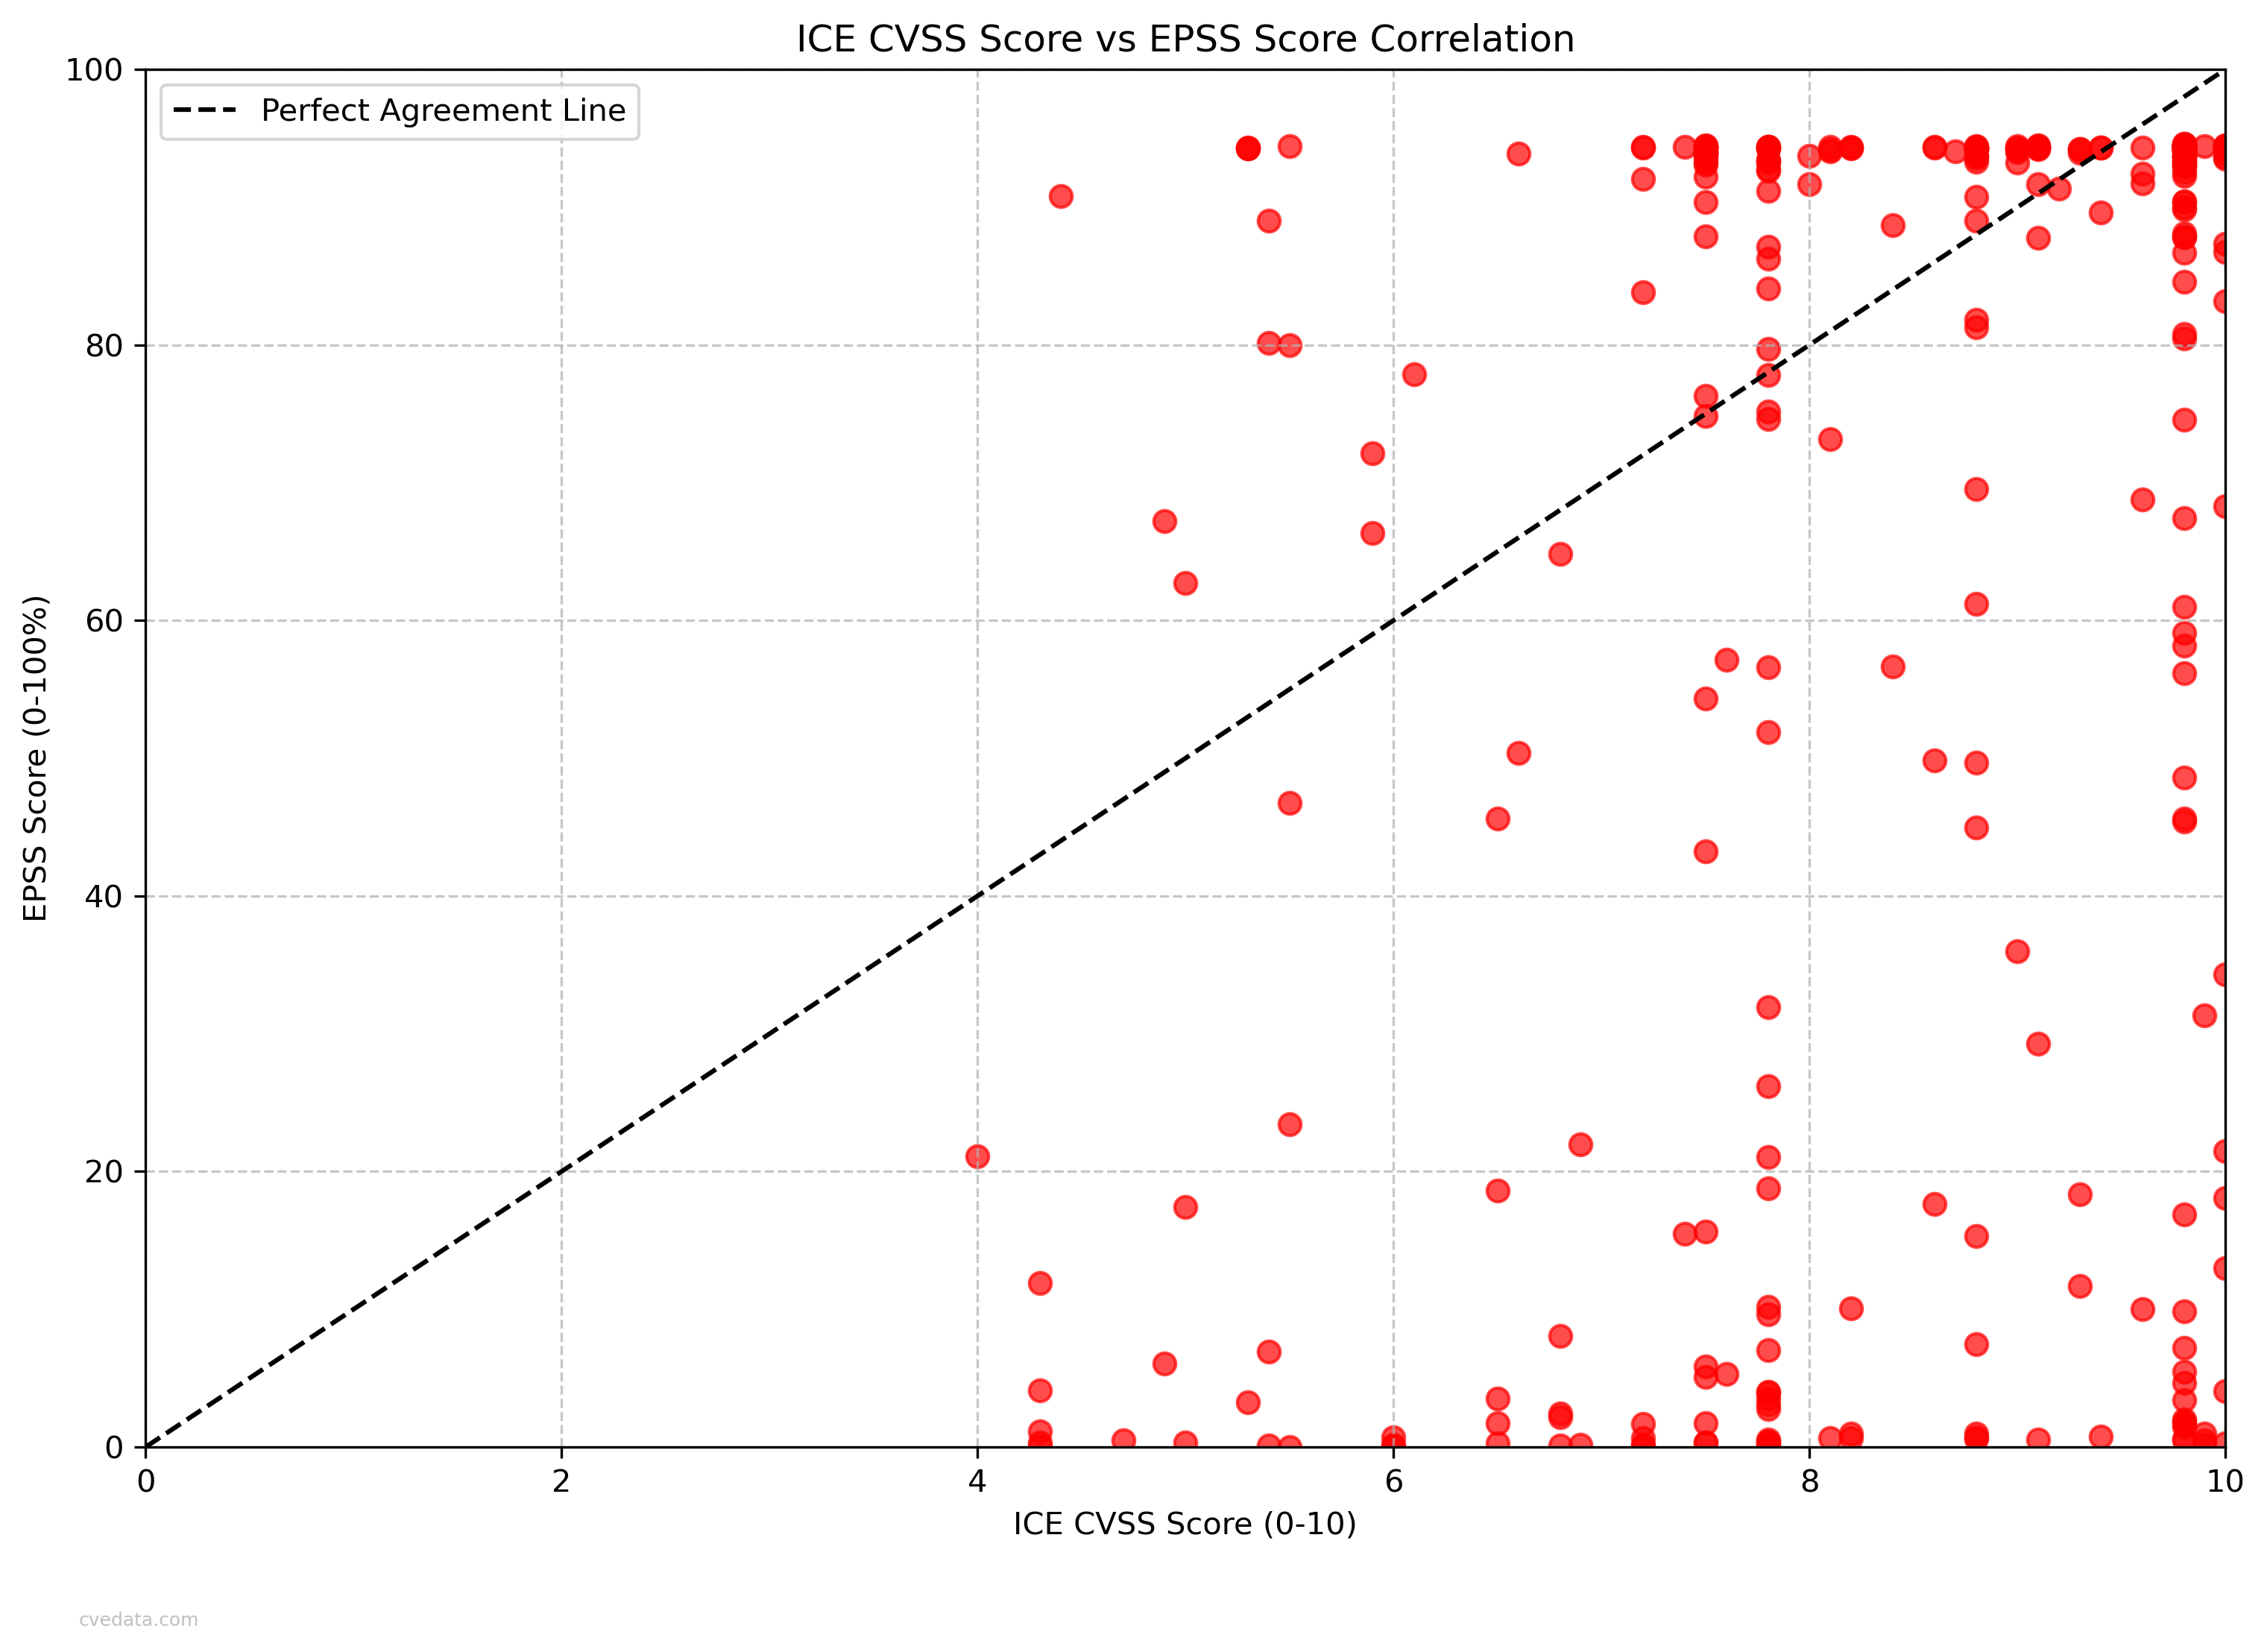 ICE CVSS Score vs EPSS Score Correlation
Perfect Agreement Line
EPSS Score (0-100%)
100
80
60
40
20
0
0 2 4 6 8 10
ICE CVSS Score (0-10)
cvedata.com